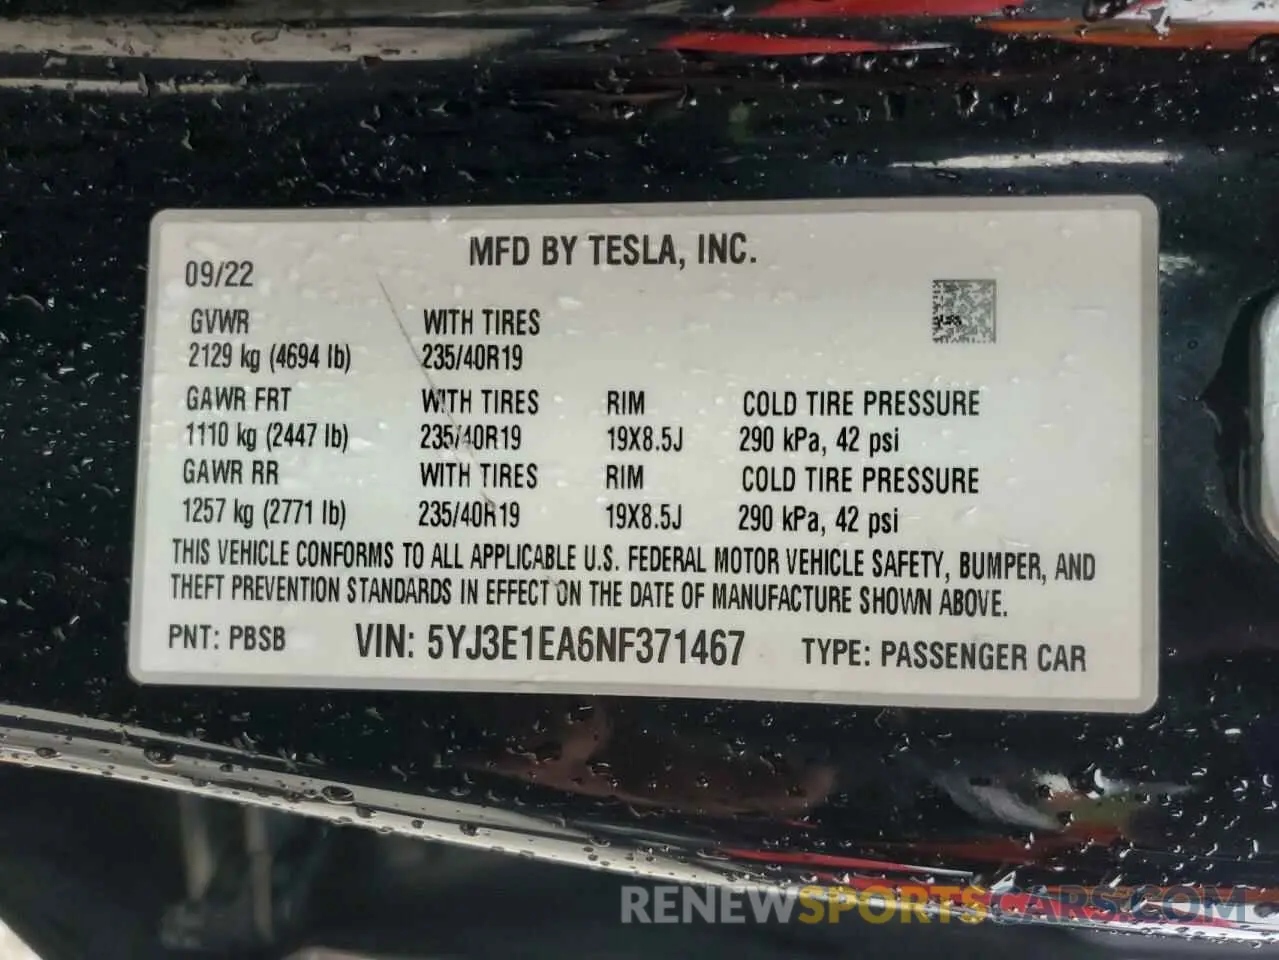 MFD BY TESLA, INC.
09/22
GVWR WITH TIRES
2129 kg (4694 lb) 235/40R19
GAWR FRT WITH TIRES RIM COLD TIRE PRESSURE
1110 kg (2447 lb) 235/40R19 19X8.5J 290 kPa, 42 psi
GAWR RR WITH TIRES RIM COLD TIRE PRESSURE
1257 kg (2771 lb) 235/40R19 19X8.5J 290 kPa, 42 psi
THIS VEHICLE CONFORMS TO ALL APPLICABLE U.S. FEDERAL MOTOR VEHICLE SAFETY, BUMPER, AND
THEFT PREVENTION STANDARDS IN EFFECT ON THE DATE OF MANUFACTURE SHOWN ABOVE.
PNT: PBSB VIN: 5YJ3E1EA6NF371467 TYPE: PASSENGER CAR
RENEWSPORTSCARS.COM